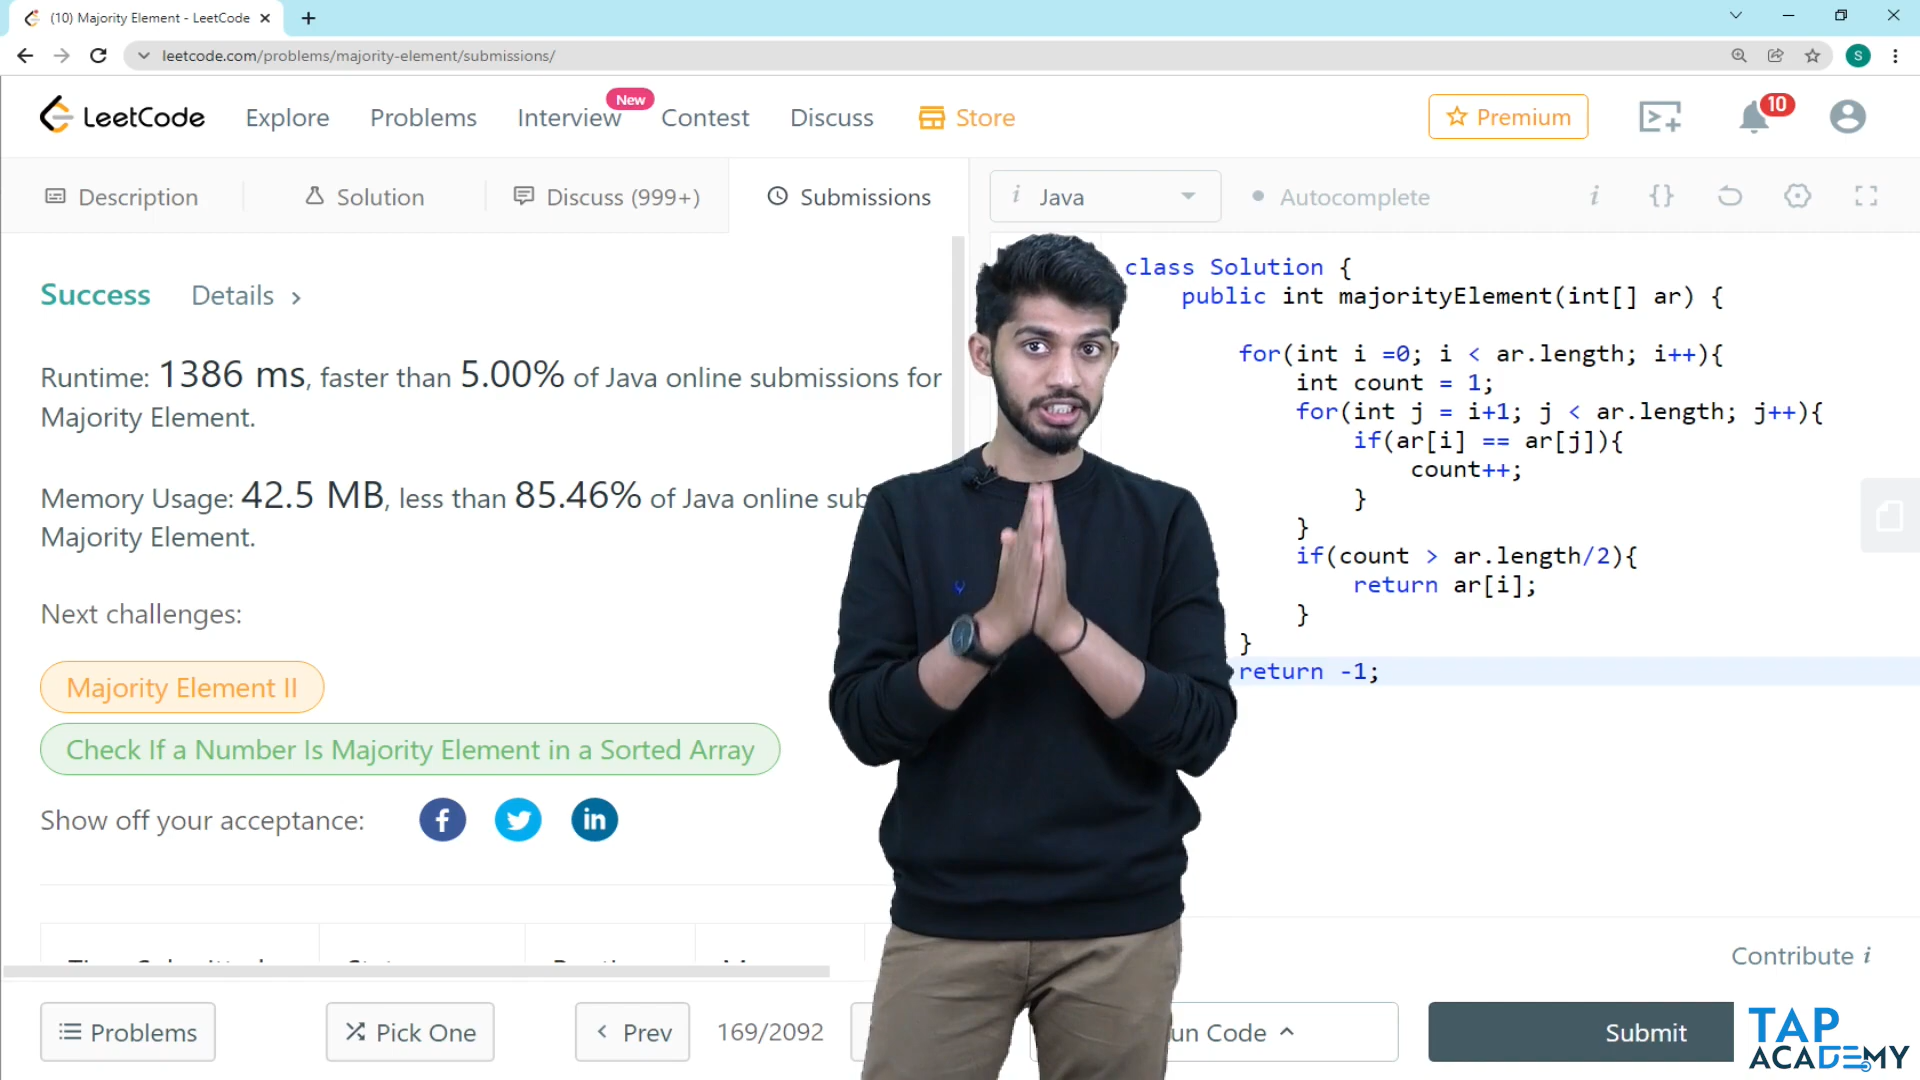 (10) Majority Element - LeetCode
leetcode.com/problems/majority-element/submissions/
S
LeetCode Explore Problems Interview New Contest Discuss Store Premium 10
Description Solution Discuss (999+) Submissions
i Java Autocomplete i {}
Success Details >
Runtime: 1386 ms, faster than 5.00% of Java online submissions for
Majority Element.
Memory Usage: 42.5 MB, less than 85.46% of Java online sub
Majority Element.
Next challenges:
Majority Element II
Check If a Number Is Majority Element in a Sorted Array
Show off your acceptance: f in
class Solution {
public int majorityElement(int[] ar) {
for(int i =0; i < ar.length; i++){
int count = 1;
for(int j = i+1; j < ar.length; j++){
if(ar[i] == ar[j]){
count++;
}
}
if(count > ar.length/2){
return ar[i];
}
}
return -1;
Contribute i
Problems Pick One < Prev 169/2092 un Code Submit
TAP
ACADEMY